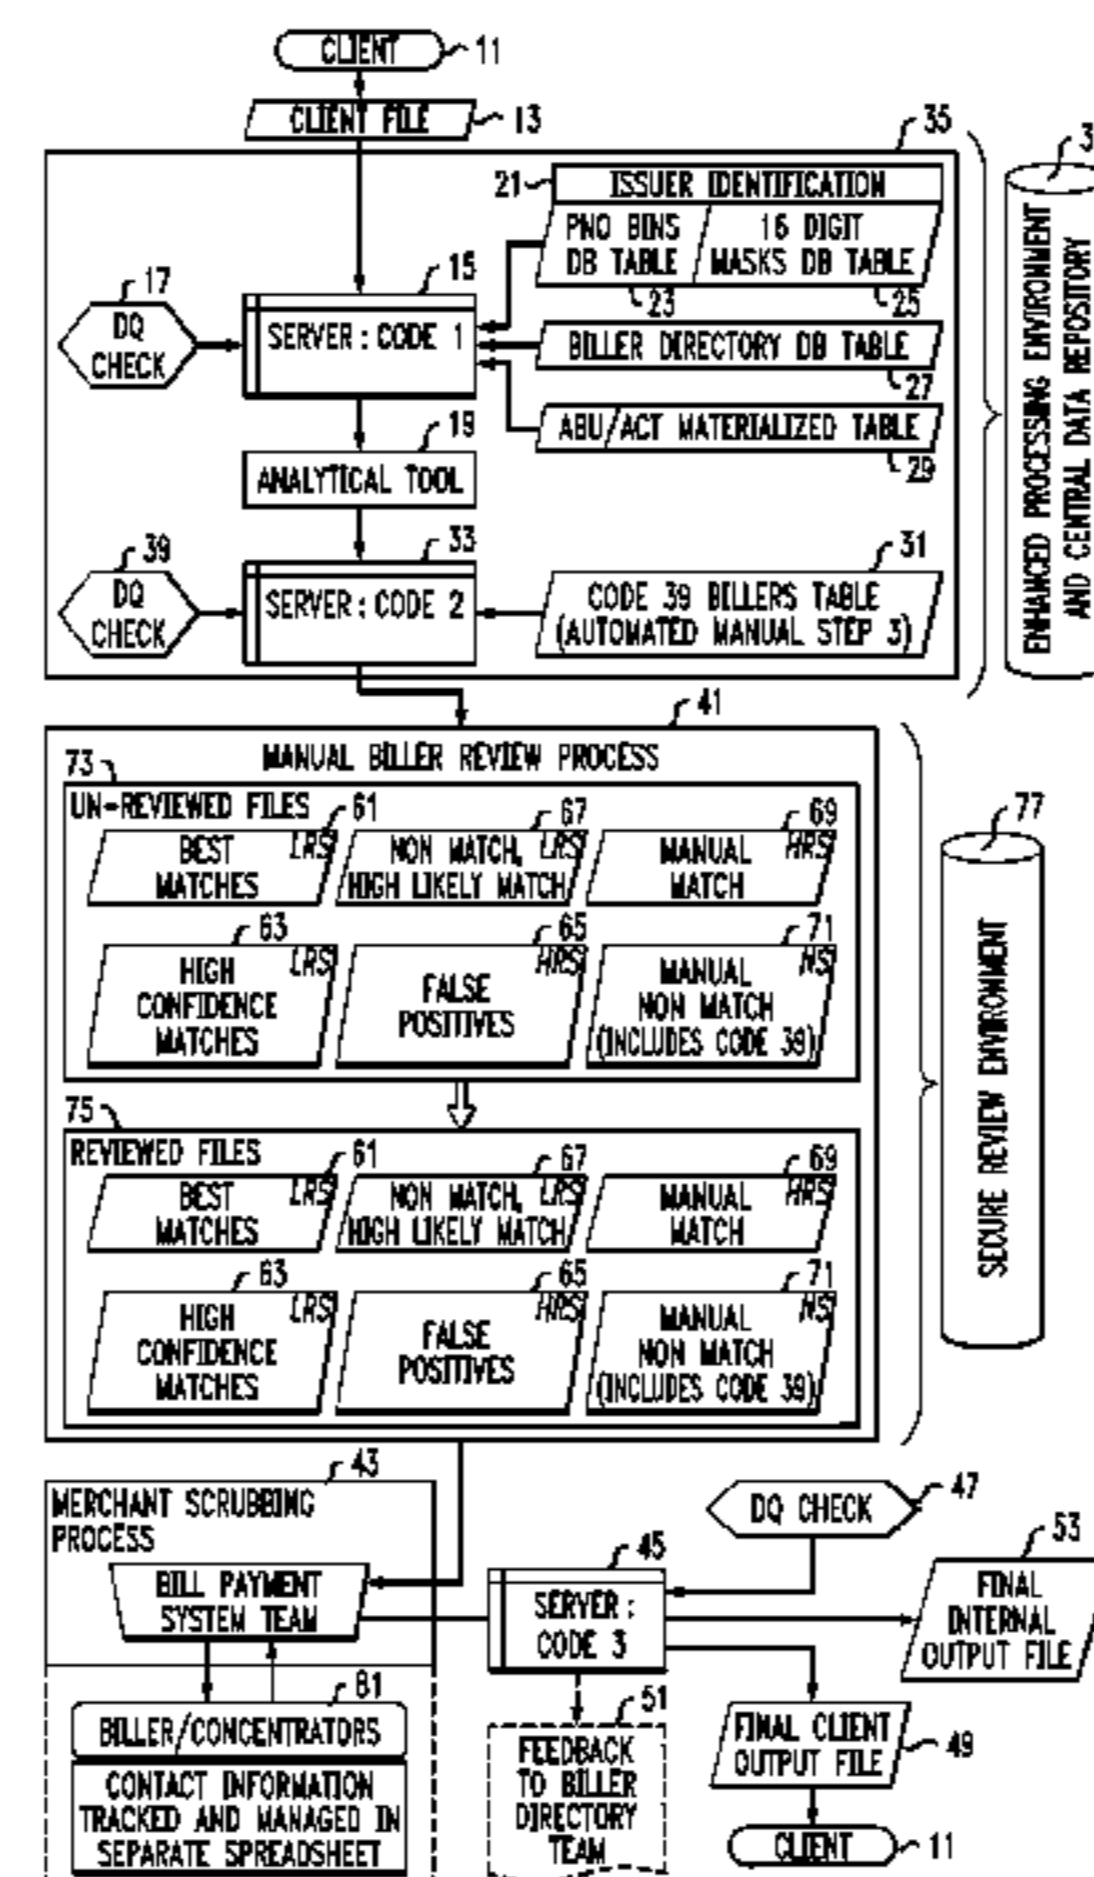 CLIENT 11
CLIENT FILE 13
35
3
21 ISSUER IDENTIFICATION
PNO BINS
DB TABLE
23
16 DIGIT
MASKS DB TABLE
25
17
DQ
CHECK
15
SERVER: CODE 1
BILLER DIRECTORY DB TABLE
27
ABU/ACT MATERIALIZED TABLE
29
19
ANALYTICAL TOOL
39
DQ
CHECK
33
SERVER: CODE 2
31
CODE 39 BILLERS TABLE
(AUTOMATED MANUAL STEP 3)
ENHANCED PROCESSING ENVIRONMENT
AND CENTRAL DATA REPOSITORY
41
MANUAL BILLER REVIEW PROCESS
73
UN-REVIEWED FILES
61
BEST LRS
MATCHES
67
NON MATCH, LRS
HIGH LIKELY MATCH
69
MANUAL HRS
MATCH
63
HIGH LRS
CONFIDENCE
MATCHES
65
HRS
FALSE
POSITIVES
71
MANUAL NS
NON MATCH
(INCLUDES CODE 39)
77
SECURE REVIEW ENVIRONMENT
75
REVIEWED FILES
61
BEST LRS
MATCHES
67
NON MATCH, LRS
HIGH LIKELY MATCH
69
MANUAL HRS
MATCH
63
HIGH LRS
CONFIDENCE
MATCHES
65
HRS
FALSE
POSITIVES
71
MANUAL NS
NON MATCH
(INCLUDES CODE 39)
43
MERCHANT SCRUBBING
PROCESS
BILL PAYMENT
SYSTEM TEAM
45
SERVER:
CODE 3
DQ CHECK 47
53
FINAL
INTERNAL
OUTPUT FILE
81
BILLER/CONCENTRATORS
CONTACT INFORMATION
TRACKED AND MANAGED IN
SEPARATE SPREADSHEET
51
FEEDBACK
TO BILLER
DIRECTORY
TEAM
FINAL CLIENT
OUTPUT FILE
49
CLIENT 11